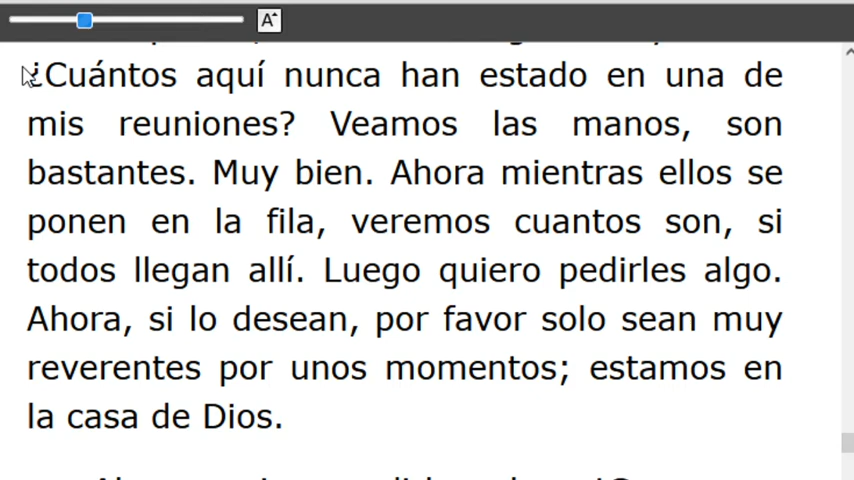 A
¿Cuántos aquí nunca han estado en una de
mis reuniones? Veamos las manos, son
bastantes. Muy bien. Ahora mientras ellos se
ponen en la fila, veremos cuantos son, si
todos llegan allí. Luego quiero pedirles algo.
Ahora, si lo desean, por favor solo sean muy
reverentes por unos momentos; estamos en
la casa de Dios.